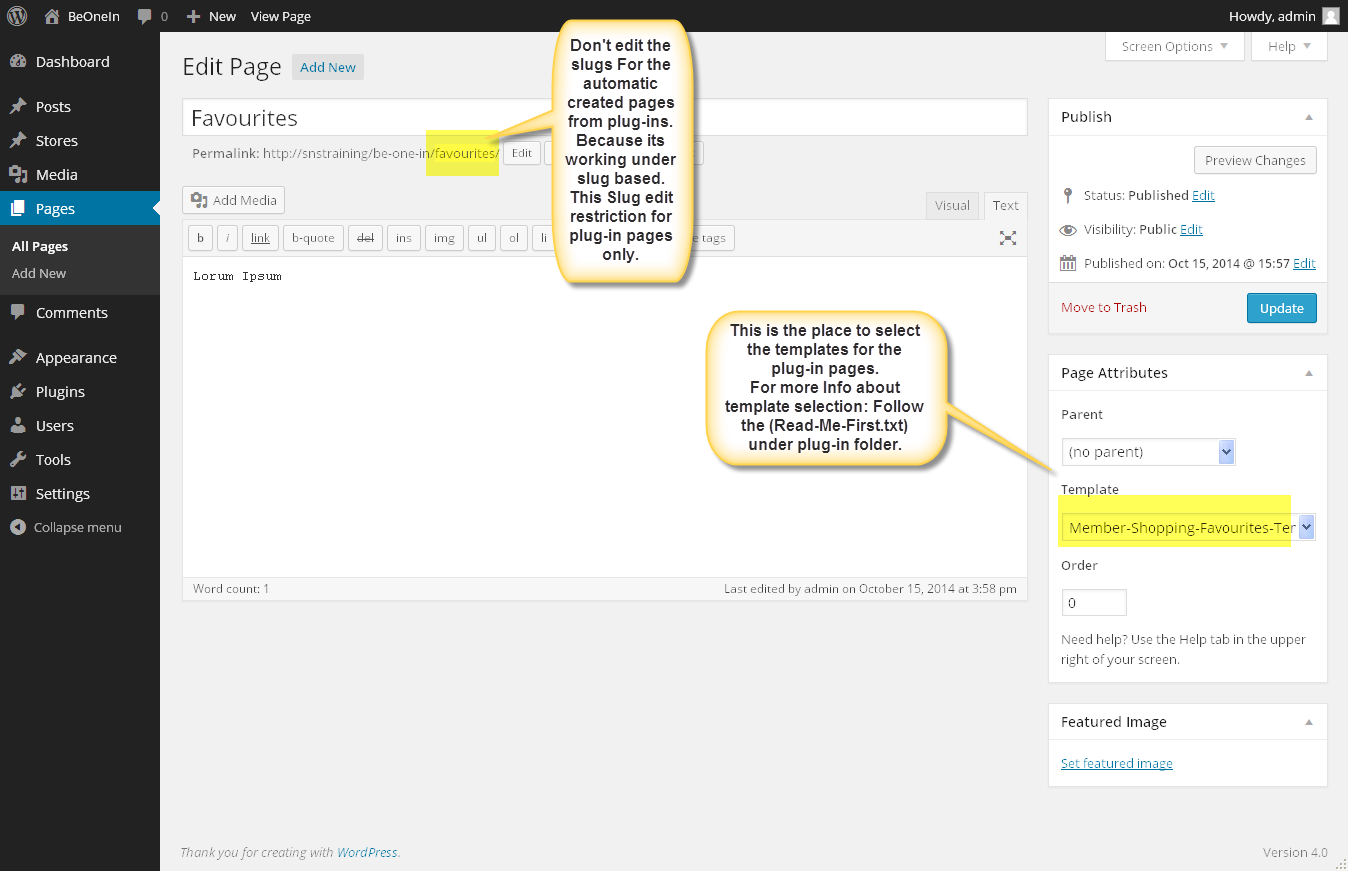 BeOneIn 0 New View Page Howdy, admin
Screen Options Help
Dashboard
Posts
Stores
Media
Pages
All Pages
Add New
Comments
Appearance
Plugins
Users
Tools
Settings
Collapse menu
Edit Page Add New
Favourites
Permalink: http://snstraining/be-one-in/favourites/ Edit
Add Media
Visual Text
b i link b-quote del ins img ul ol li tags
Lorum Ipsum
Word count: 1 Last edited by admin on October 15, 2014 at 3:58 pm
Don't edit the
slugs For the
automatic
created pages
from plug-ins.
Because its
working under
slug based.
This Slug edit
restriction for
plug-in pages
only.
This is the place to select
the templates for the
plug-in pages.
For more Info about
template selection: Follow
the (Read-Me-First.txt)
under plug-in folder.
Publish
Preview Changes
Status: Published Edit
Visibility: Public Edit
Published on: Oct 15, 2014 @ 15:57 Edit
Move to Trash Update
Page Attributes
Parent
(no parent)
Template
Member-Shopping-Favourites-Ter
Order
0
Need help? Use the Help tab in the upper
right of your screen.
Featured Image
Set featured image
Thank you for creating with WordPress. Version 4.0